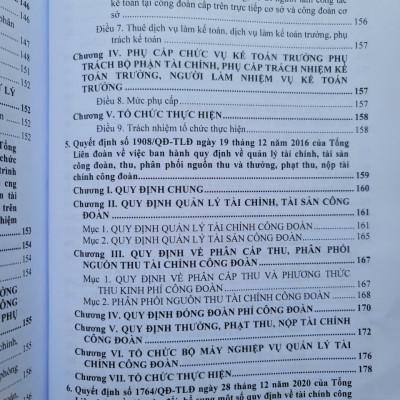 kế toán tại công đoàn cấp trên trực tiếp cơ sở và công đoàn cơ
sở 156
Điều 7. Thuê dịch vụ làm kế toán, dịch vụ làm kế toán trưởng, phụ
trách kế toán 157
Chương IV. PHỤ CẤP CHỨC VỤ KẾ TOÁN TRƯỞNG PHỤ
TRÁCH BỘ PHẬN TÀI CHÍNH, PHỤ CẤP TRÁCH NHIỆM KẾ
TOÁN TRƯỞNG, NGƯỜI LÀM NHIỆM VỤ KẾ TOÁN
TRƯỞNG 157
Điều 8. Mức phụ cấp 157
Chương V. TỔ CHỨC THỰC HIỆN 158
Điều 9. Trách nhiệm tổ chức thực hiện 158
5. Quyết định số 1908/QĐ-TLĐ ngày 19 tháng 12 năm 2016 của Tổng
Liên đoàn về việc ban hành quy định về quản lý tài chính, tài sản
công đoàn, thu, phân phối nguồn thu và thưởng, phạt thu, nộp tài
chính công đoàn 159
Chương I. QUY ĐỊNH CHUNG 160
Chương II. QUY ĐỊNH QUẢN LÝ TÀI CHÍNH, TÀI SẢN CÔNG
ĐOÀN 161
Mục 1. QUY ĐỊNH QUẢN LÝ TÀI CHÍNH CÔNG ĐOÀN 161
Mục 2. QUY ĐỊNH QUẢN LÝ TÀI SẢN CÔNG ĐOÀN 165
Chương III. QUY ĐỊNH VỀ PHÂN CẤP THU, PHÂN PHỐI
NGUỒN THU TÀI CHÍNH CÔNG ĐOÀN 167
Mục 1. QUY ĐỊNH VỀ PHÂN CẤP THU VÀ PHƯƠNG THỨC
THU KINH PHÍ CÔNG ĐOÀN 167
Mục 2. PHÂN PHỐI NGUỒN THU TÀI CHÍNH CÔNG ĐOÀN 168
Chương IV. QUY ĐỊNH ĐÓNG ĐOÀN PHÍ CÔNG ĐOÀN 170
Chương V. QUY ĐỊNH THƯỞNG, PHẠT THU, NỘP TÀI CHÍNH
CÔNG ĐOÀN 172
Chương VI. TỔ CHỨC BỘ MÁY NGHIỆP VỤ QUẢN LÝ TÀI
CHÍNH CÔNG ĐOÀN 176
Chương VII. TỔ CHỨC THỰC HIỆN 178
6. Quyết định số 1764/QĐ-TLĐ ngày 28 tháng 12 năm 2020 của Tổng